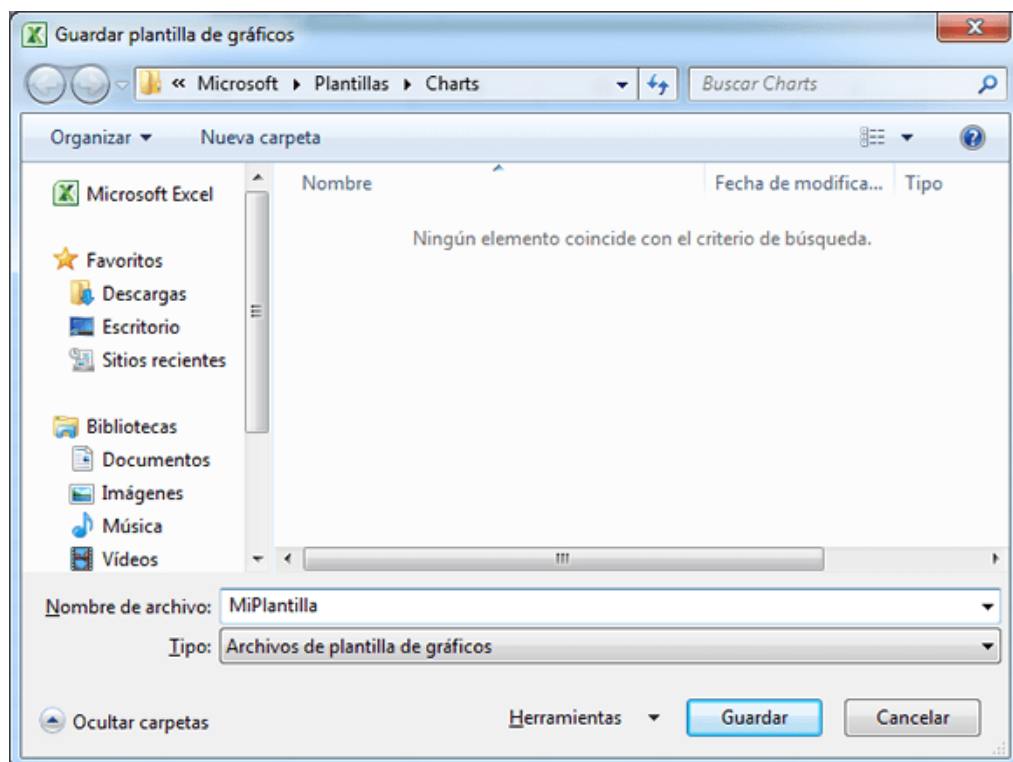 Guardar plantilla de gráficos
« Microsoft Plantillas Charts
Buscar Charts
Organizar
Nueva carpeta
Microsoft Excel
Favoritos
Descargas
Escritorio
Sitios recientes
Bibliotecas
Documentos
Imágenes
Música
Vídeos
Nombre Fecha de modifica... Tipo
Ningún elemento coincide con el criterio de búsqueda.
Nombre de archivo: MiPlantilla
Tipo: Archivos de plantilla de gráficos
Ocultar carpetas Herramientas Guardar Cancelar